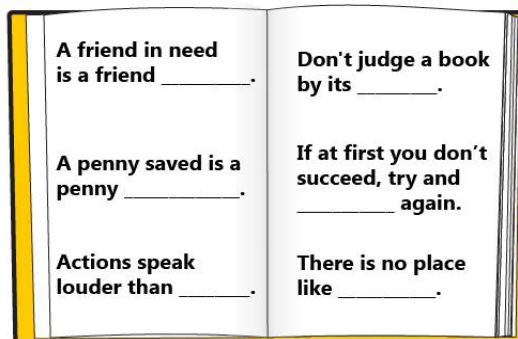 A friend in need
is a friend _________.
A penny saved is a
penny ___________.
Actions speak
louder than _______.
Don't judge a book
by its ________.
If at first you don’t
succeed, try and
__________ again.
There is no place
like __________.